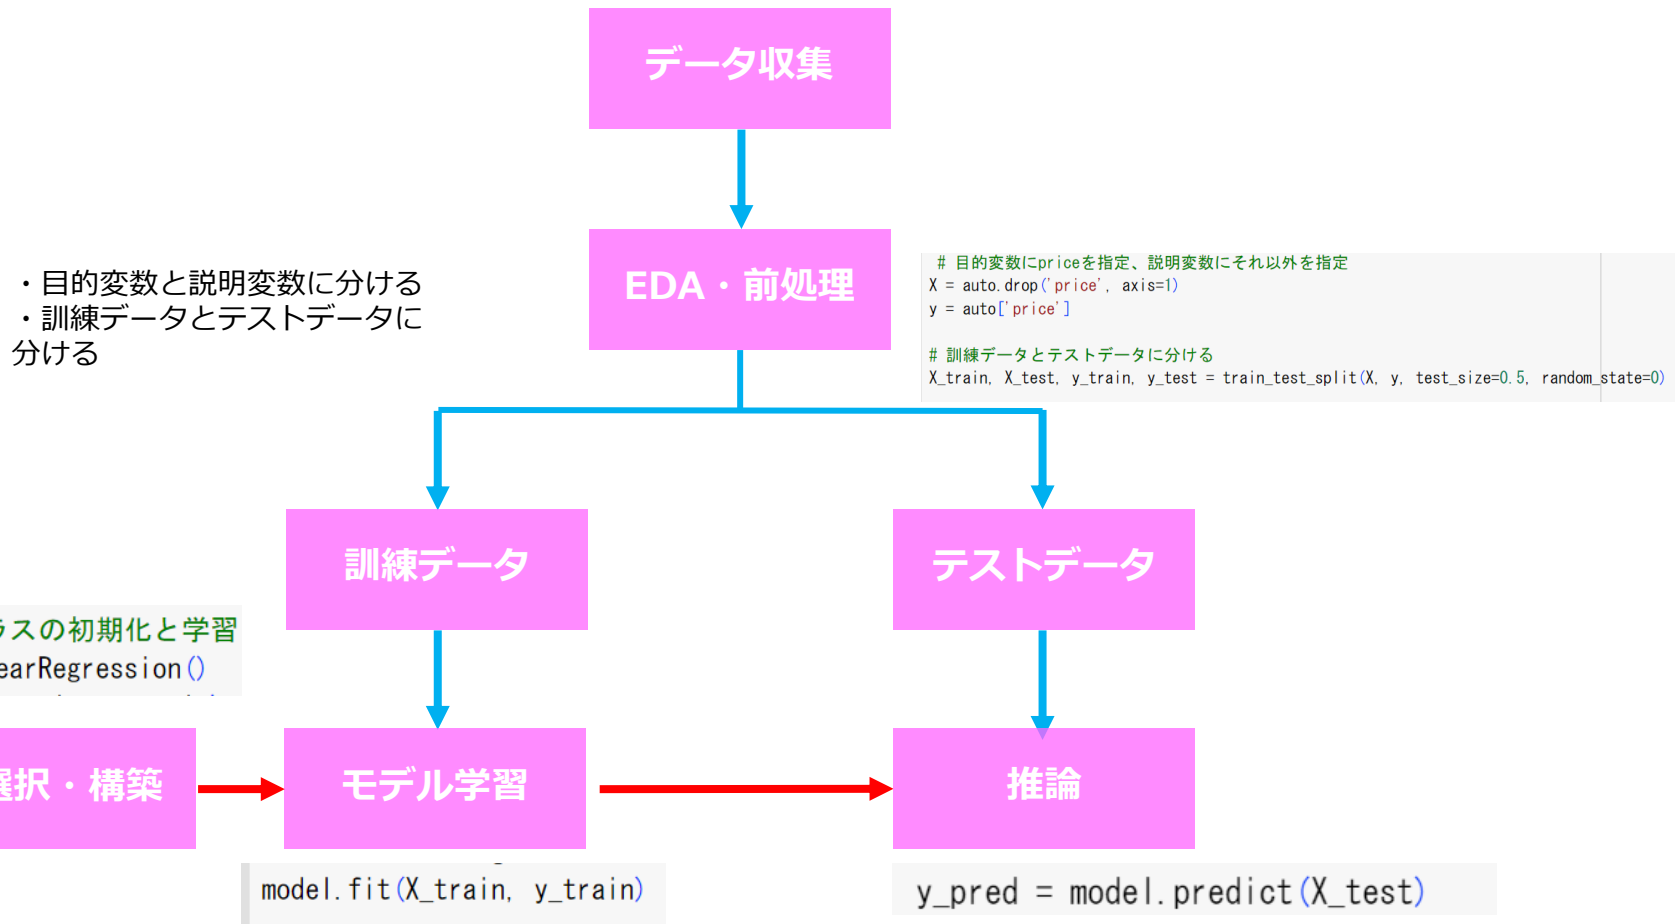 データ収集
EDA・前処理
・目的変数と説明変数に分ける
・訓練データとテストデータに
分ける
# 目的変数にpriceを指定、説明変数にそれ以外を指定
X = auto.drop('price', axis=1)
y = auto['price']
# 訓練データとテストデータに分ける
X_train, X_test, y_train, y_test = train_test_split(X, y, test_size=0.5, random_state=0)
訓練データ
テストデータ
スの初期化と学習
earRegression()
選択・構築
モデル学習
推論
model.fit(X_train, y_train)
y_pred = model.predict(X_test)